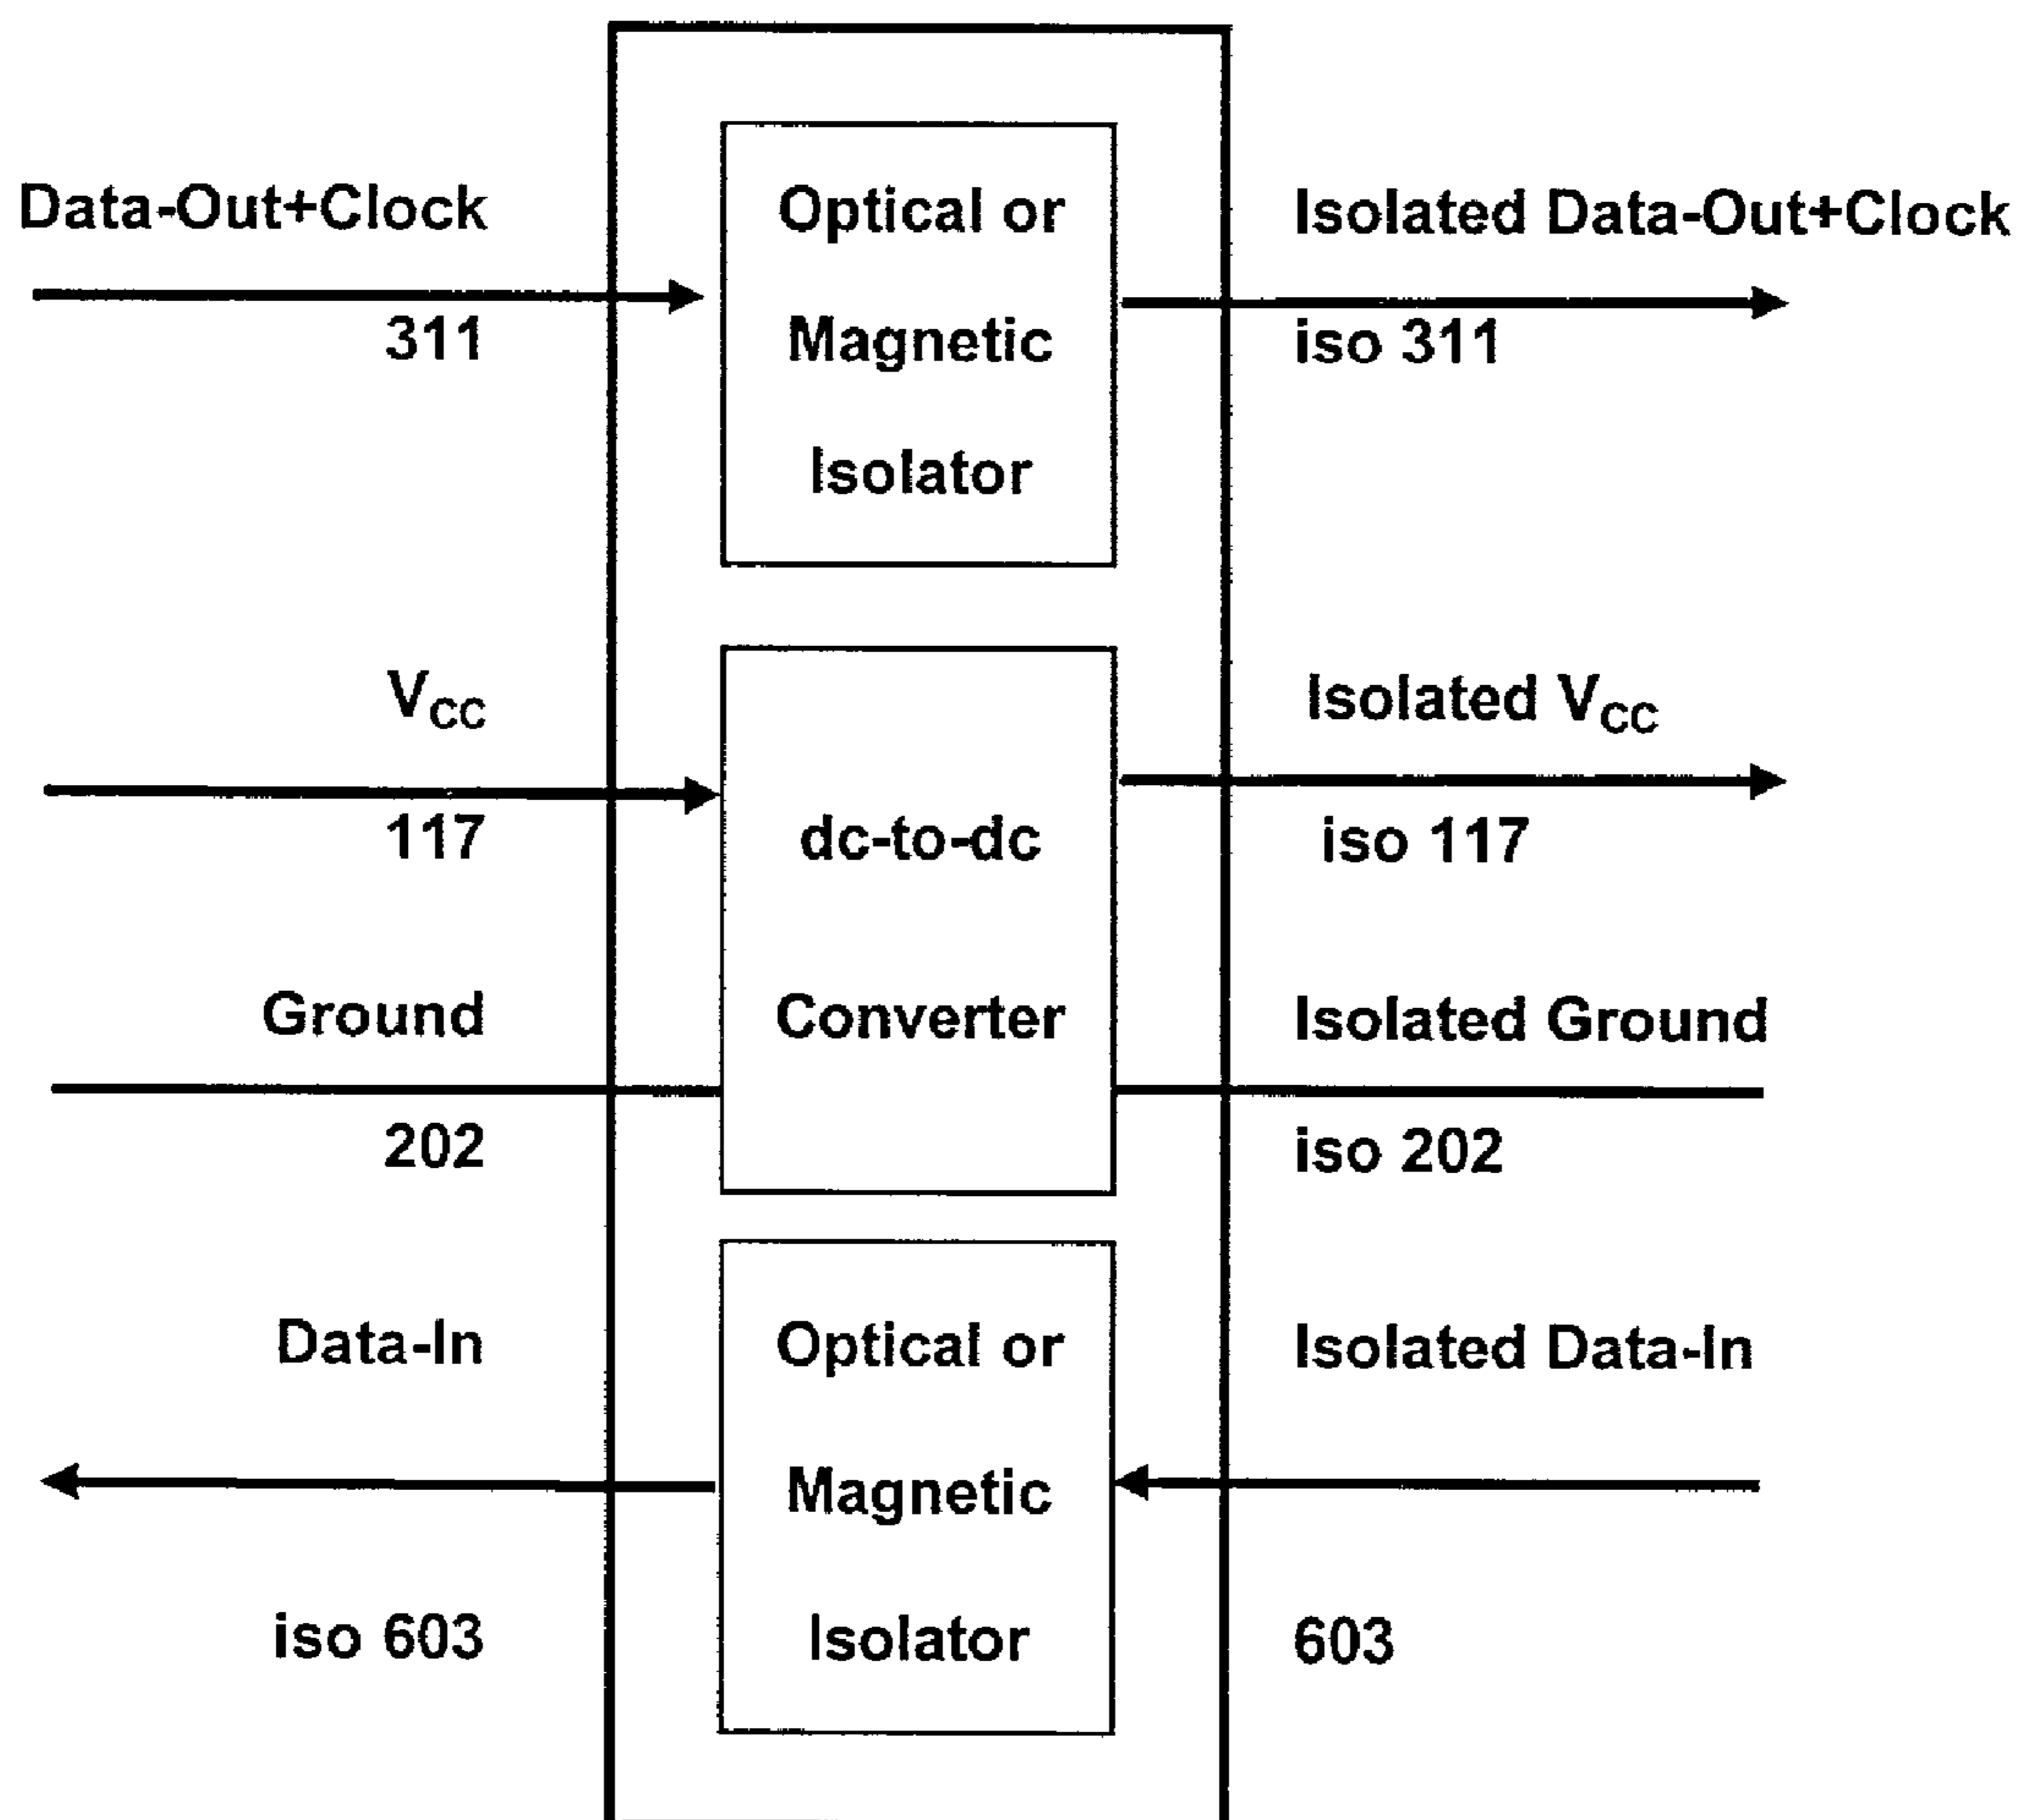 Data-Out+Clock
311
Optical or
Magnetic
Isolator
Isolated Data-Out+Clock
iso 311
VCC
117
Ground
202
dc-to-dc
Converter
Isolated VCC
iso 117
Isolated Ground
iso 202
Data-In
iso 603
Optical or
Magnetic
Isolator
Isolated Data-In
603